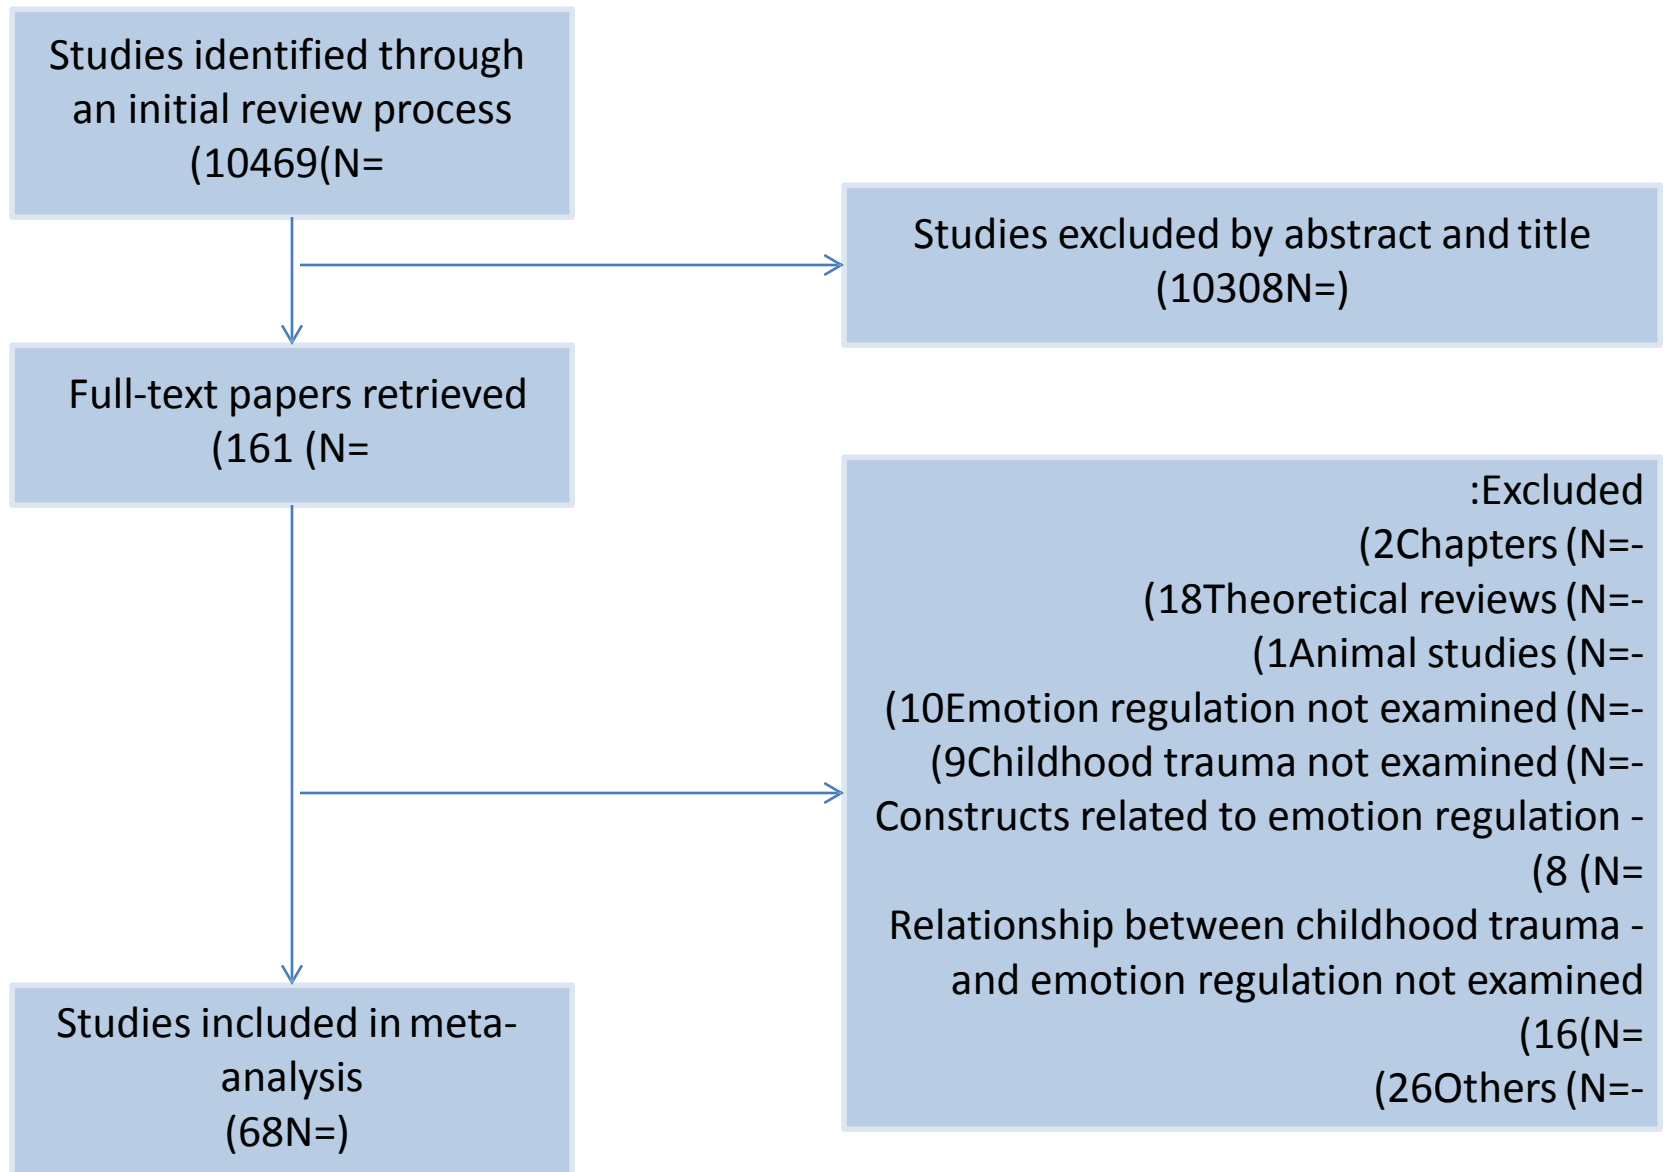 Studies identified through
an initial review process
(10469(N=
Studies excluded by abstract and title
(10308N=)
Full-text papers retrieved
(161 (N=
:Excluded
(2Chapters (N=-
(18Theoretical reviews (N=-
(1Animal studies (N=-
(10Emotion regulation not examined (N=-
(9Childhood trauma not examined (N=-
Constructs related to emotion regulation -
(8 (N=
Relationship between childhood trauma -
and emotion regulation not examined
(16(N=
(26Others (N=-
Studies included in meta-
analysis
(68N=)